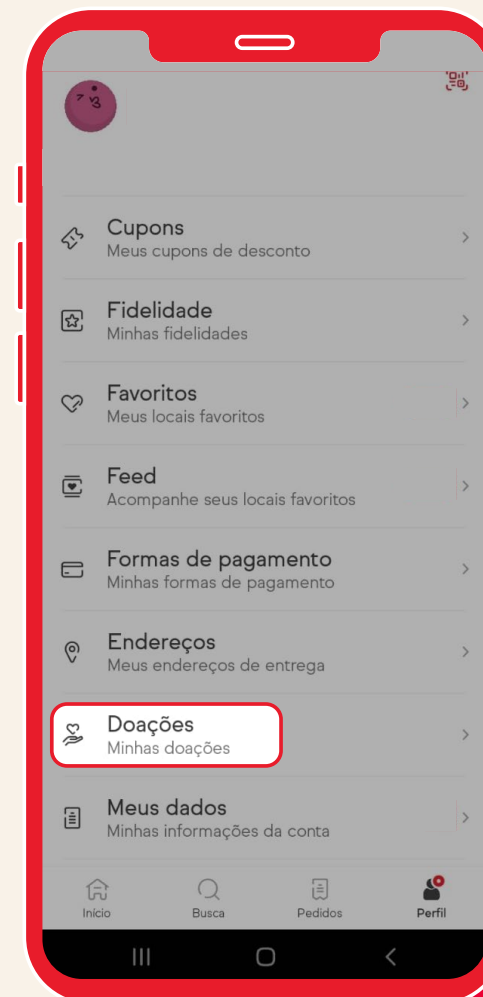 Cupons
Meus cupons de desconto
Fidelidade
Minhas fidelidades
Favoritos
Meus locais favoritos
Feed
Acompanhe seus locais favoritos
Formas de pagamento
Minhas formas de pagamento
Endereços
Meus endereços de entrega
Doações
Minhas doações
Meus dados
Minhas informações da conta
Início Busca Pedidos Perfil